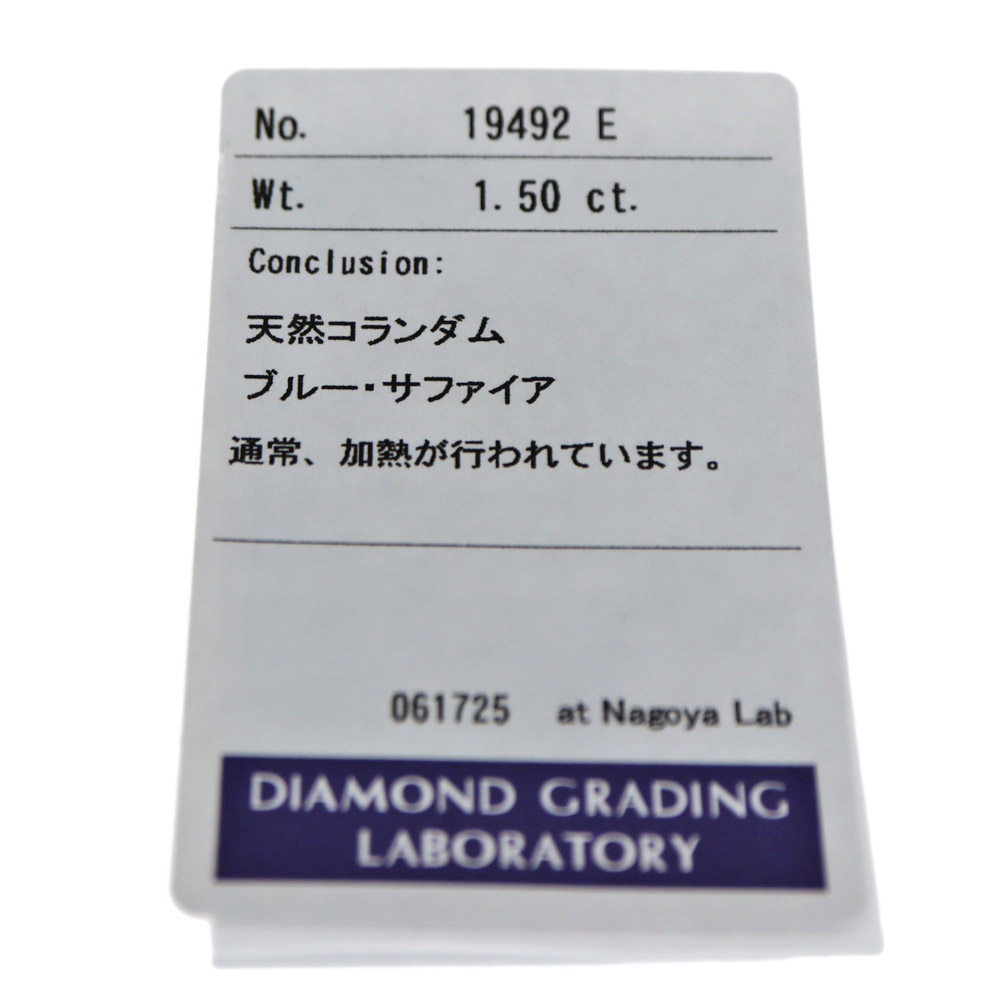 No. 19492 E
Wt. 1.50 ct.
Conclusion:
天然コランダム
ブルー・サファイア
通常、加熱が行われています。
061725 at Nagoya Lab
DIAMOND GRADING
LABORATORY